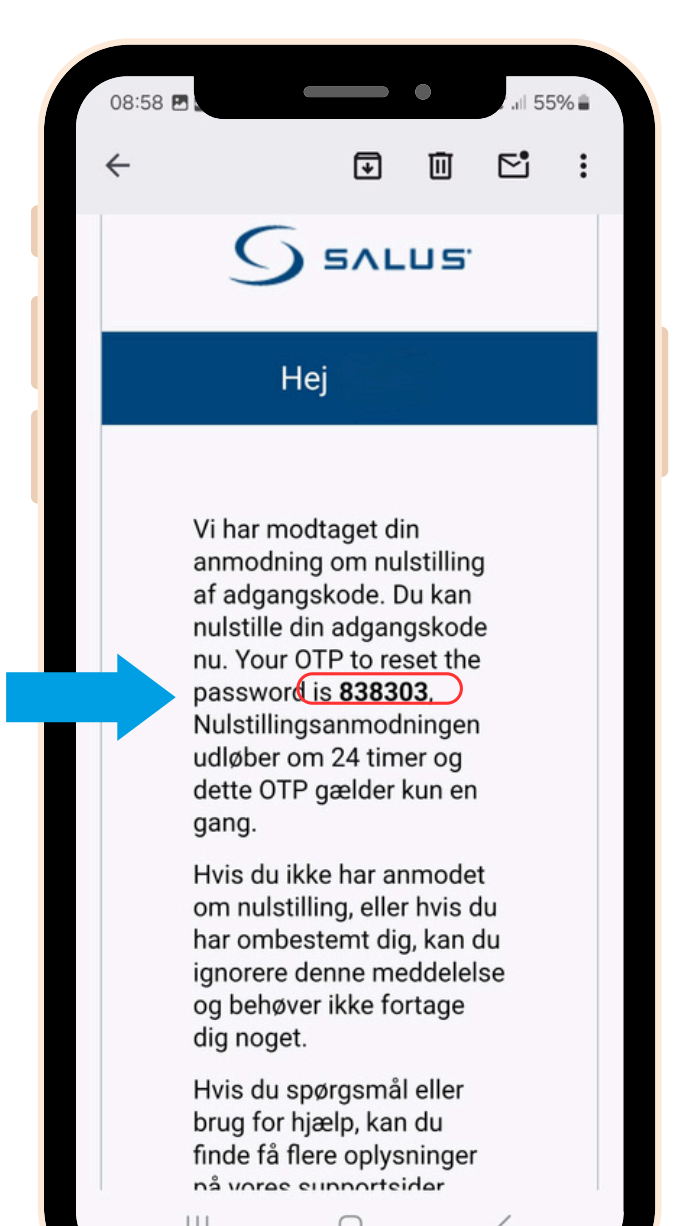 08:58
55%
SALUS
Hej
Vi har modtaget din
anmodning om nulstilling
af adgangskode. Du kan
nulstille din adgangskode
nu. Your OTP to reset the
password is 838303.
Nulstillingsanmodningen
udløber om 24 timer og
dette OTP gælder kun en
gang.
Hvis du ikke har anmodet
om nulstilling, eller hvis du
har ombestemt dig, kan du
ignorere denne meddelelse
og behøver ikke fortage
dig noget.
Hvis du spørgsmål eller
brug for hjælp, kan du
finde få flere oplysninger
på vores supportsider